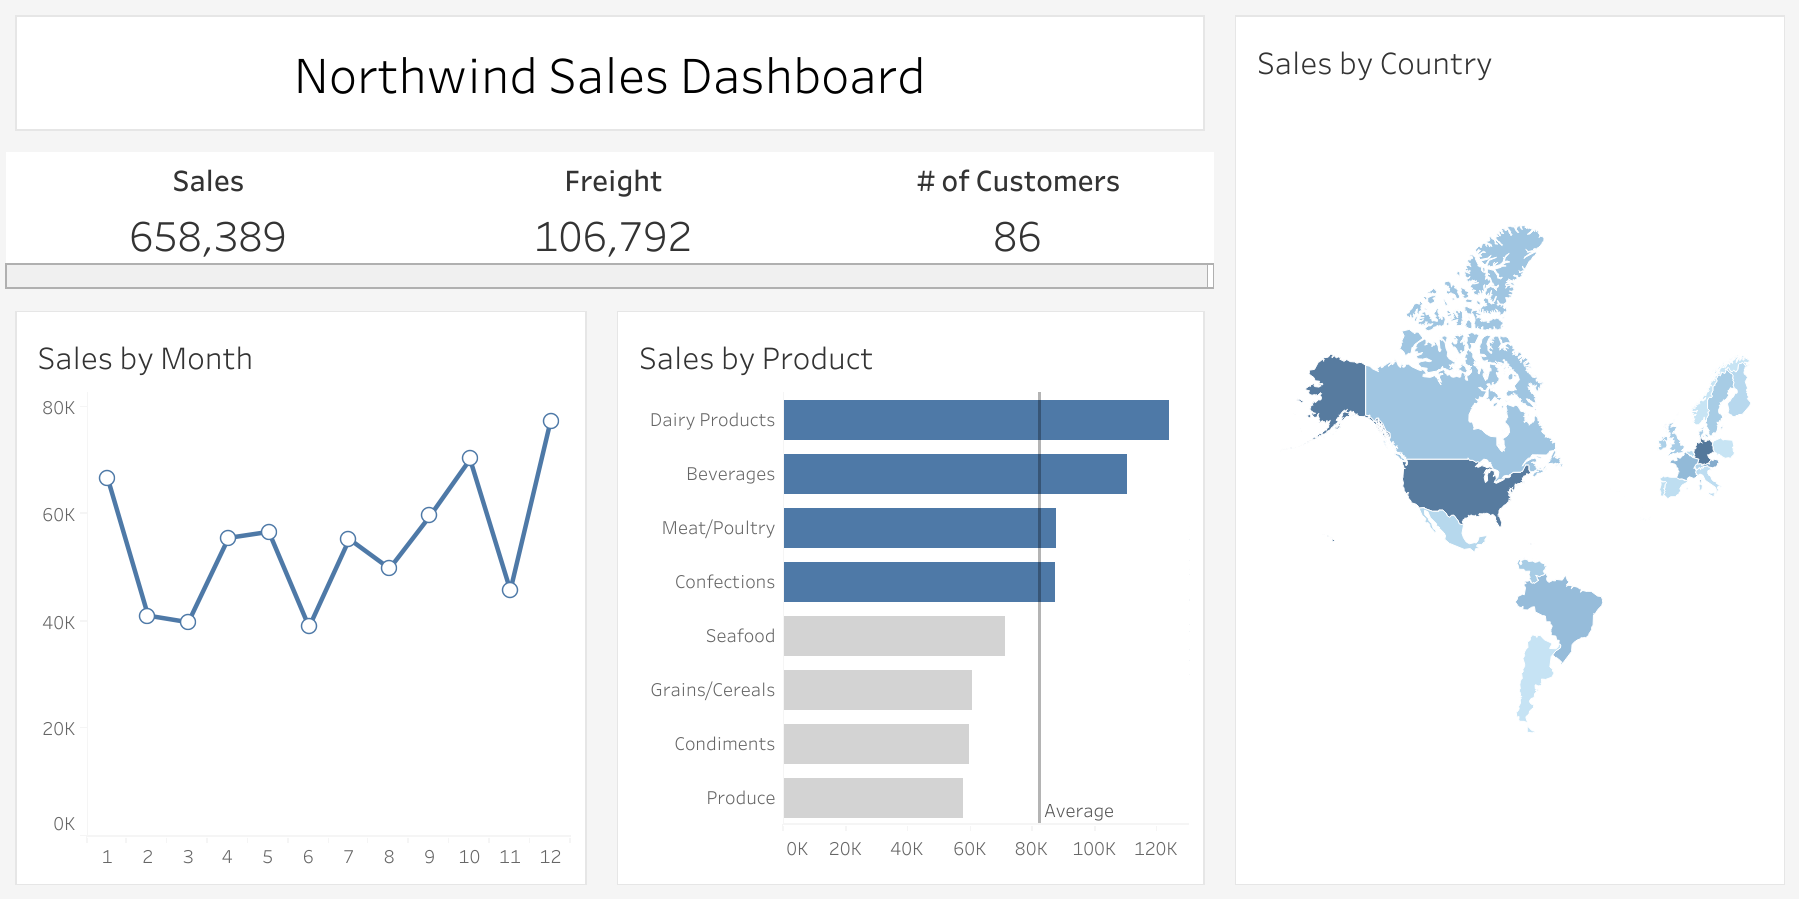 Northwind Sales Dashboard
Sales
Freight
# of Customers
658,389
106,792
86
Sales by Month
80K
60K
40K
20K
0K
1 2 3 4 5 6 7 8 9 10 11 12
Sales by Product
Dairy Products
Beverages
Meat/Poultry
Confections
Seafood
Grains/Cereals
Condiments
Produce
Average
0K 20K 40K 60K 80K 100K 120K
Sales by Country